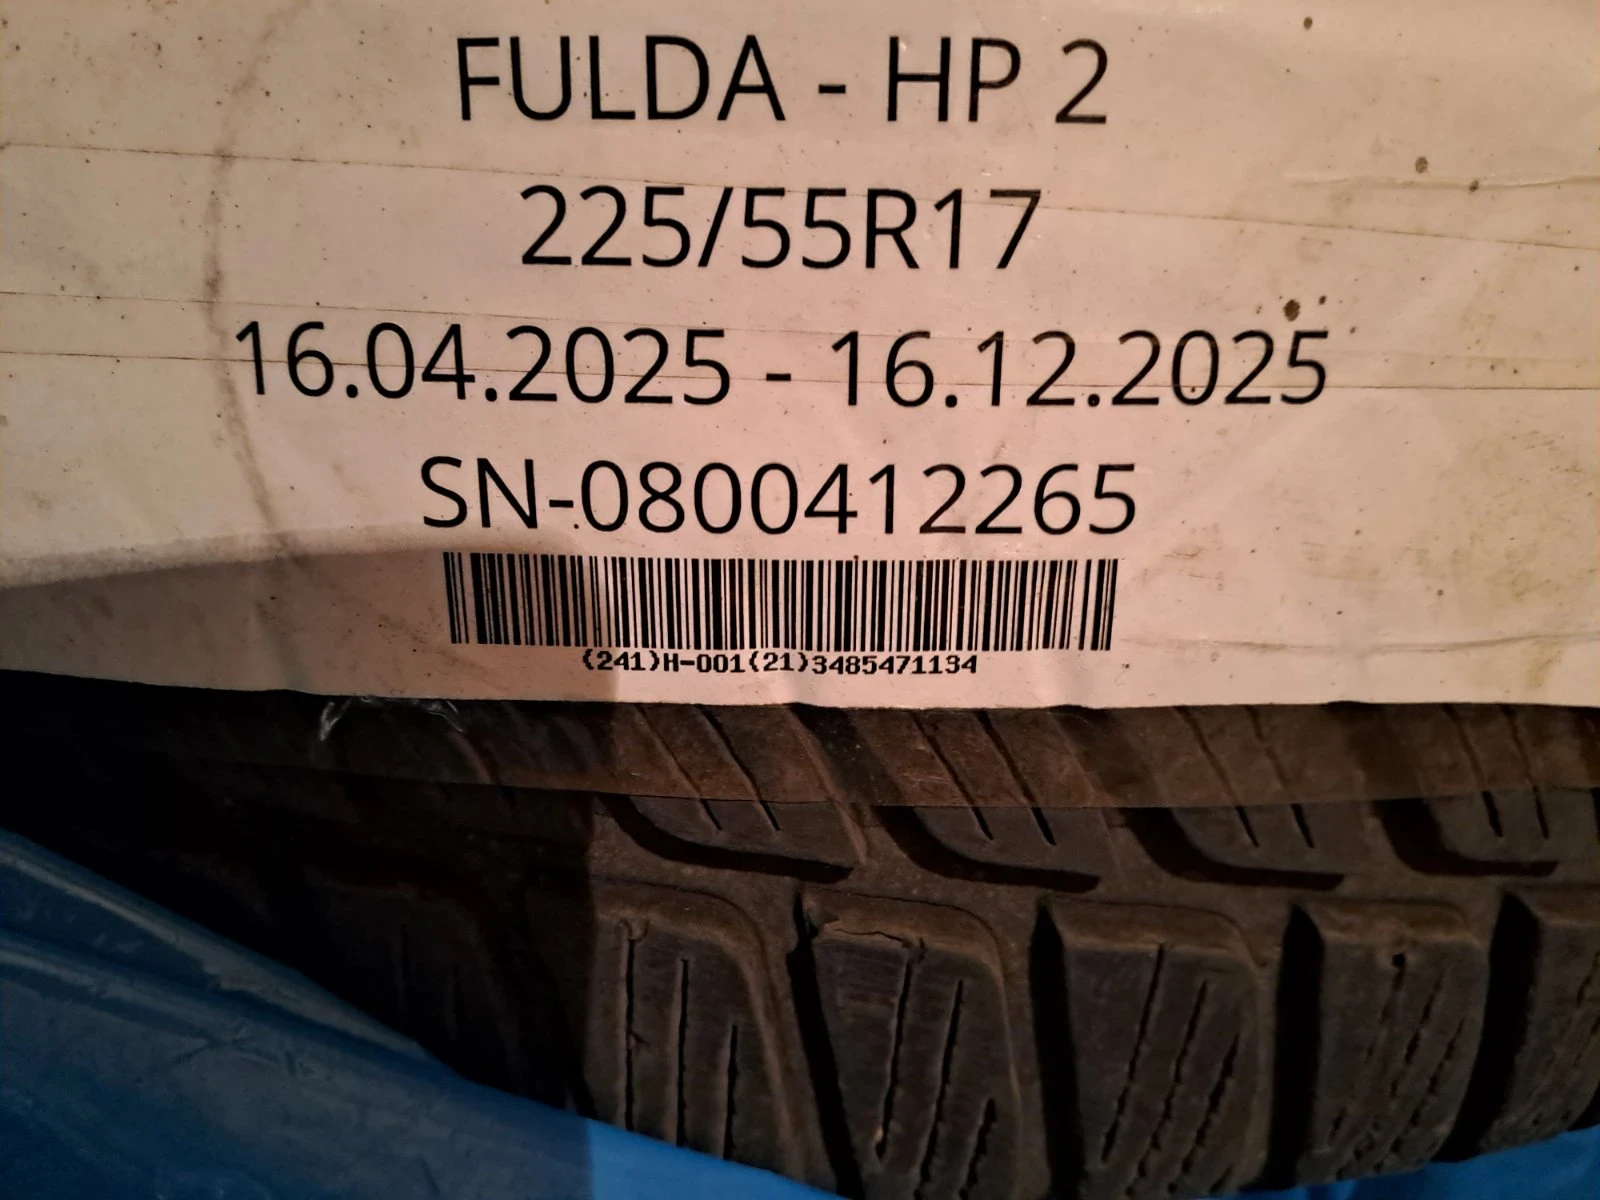 FULDA - HP 2
225/55R17
16.04.2025 - 16.12.2025
SN-0800412265
(241)H-001(21)3485471134